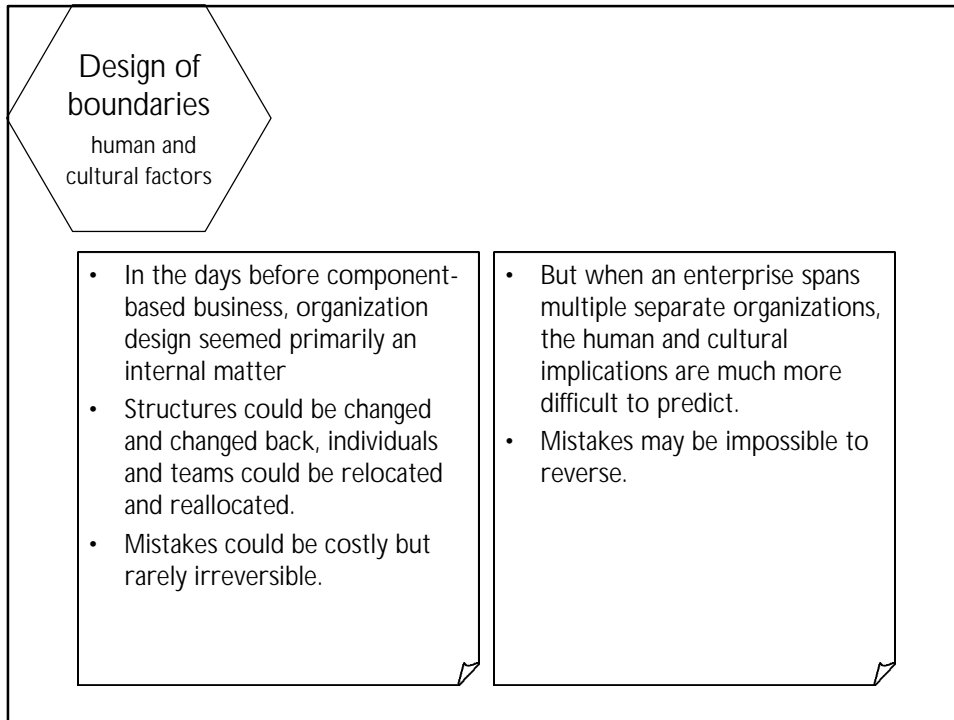 Design of
boundaries
human and
cultural factors
• In the days before component-
based business, organization
design seemed primarily an
internal matter
• Structures could be changed
and changed back, individuals
and teams could be relocated
and reallocated.
• Mistakes could be costly but
rarely irreversible.
• But when an enterprise spans
multiple separate organizations,
the human and cultural
implications are much more
difficult to predict.
• Mistakes may be impossible to
reverse.